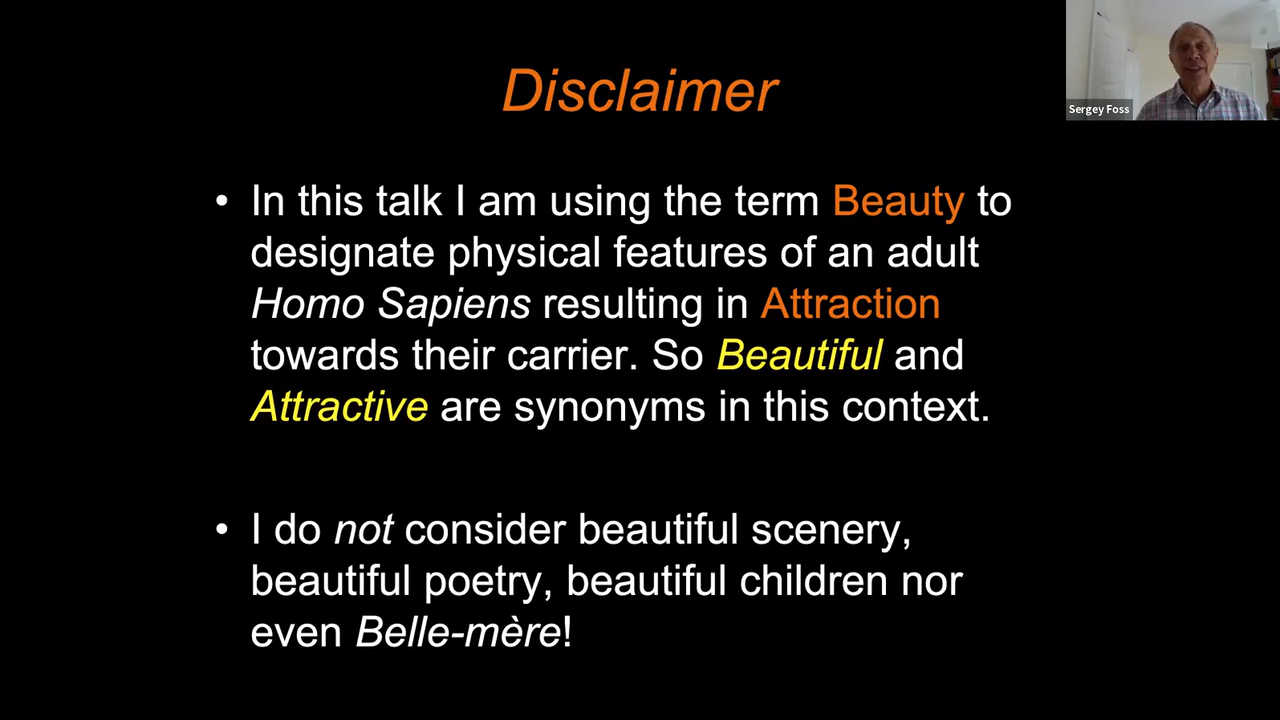 Disclaimer
Sergey Foss
• In this talk I am using the term Beauty to
designate physical features of an adult
Homo Sapiens resulting in Attraction
towards their carrier. So Beautiful and
Attractive are synonyms in this context.
• I do not consider beautiful scenery,
beautiful poetry, beautiful children nor
even Belle-mère!